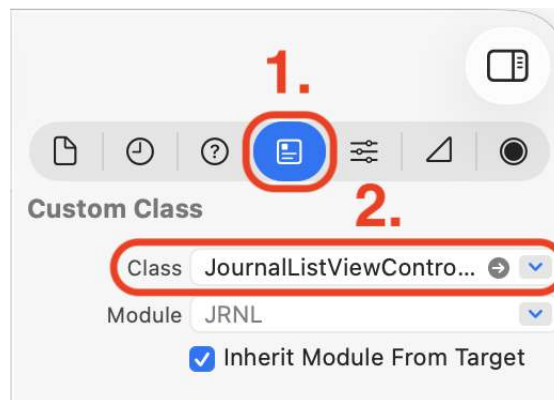 1.
?
Custom Class
2.
Class JournalListViewContro...
Module JRNL
Inherit Module From Target